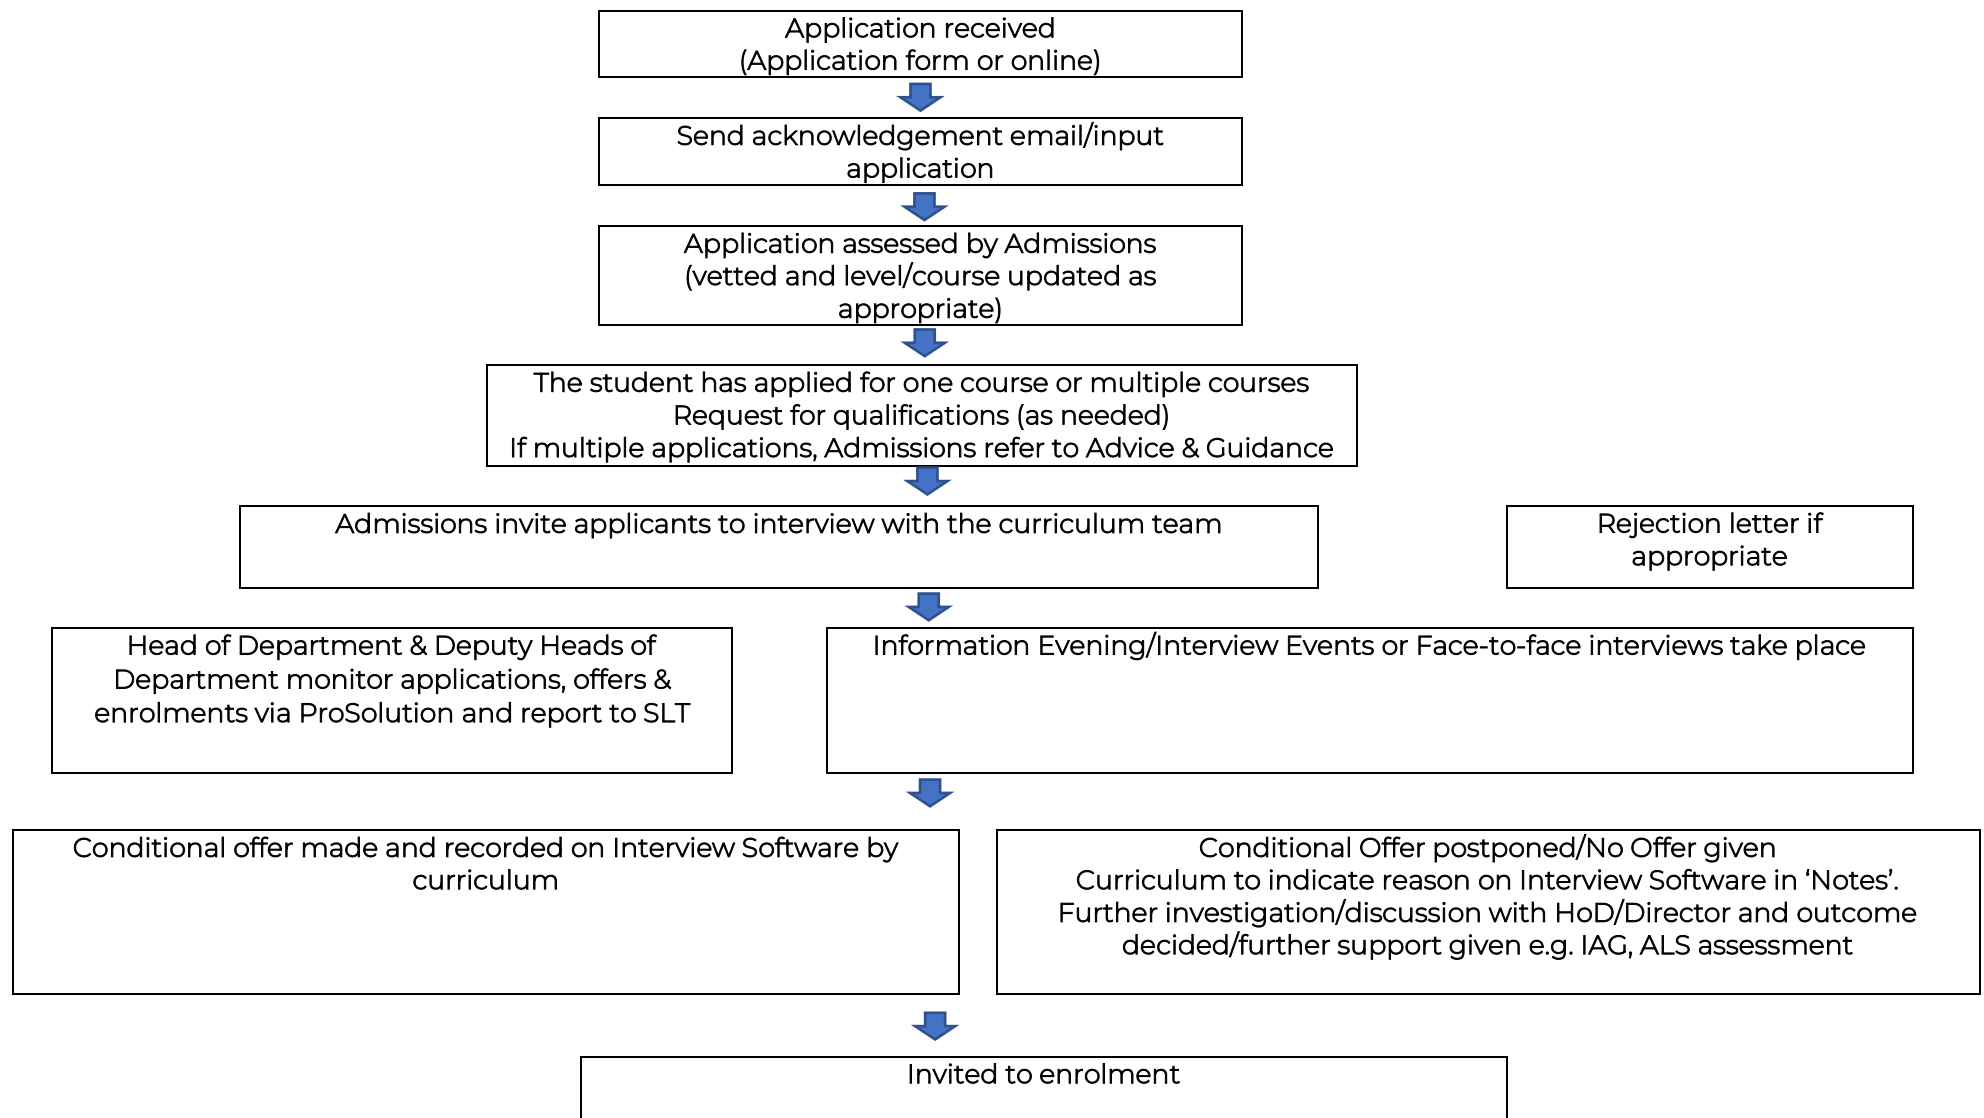 Application received
(Application form or online)
Send acknowledgement email/input
application
Application assessed by Admissions
(vetted and level/course updated as
appropriate)
The student has applied for one course or multiple courses
Request for qualifications (as needed)
If multiple applications, Admissions refer to Advice & Guidance
Admissions invite applicants to interview with the curriculum team
Rejection letter if
appropriate
Head of Department & Deputy Heads of
Department monitor applications, offers &
enrolments via ProSolution and report to SLT
Information Evening/Interview Events or Face-to-face interviews take place
Conditional offer made and recorded on Interview Software by
curriculum
Conditional Offer postponed/No Offer given
Curriculum to indicate reason on Interview Software in ‘Notes’.
Further investigation/discussion with HoD/Director and outcome
decided/further support given e.g. IAG, ALS assessment
Invited to enrolment